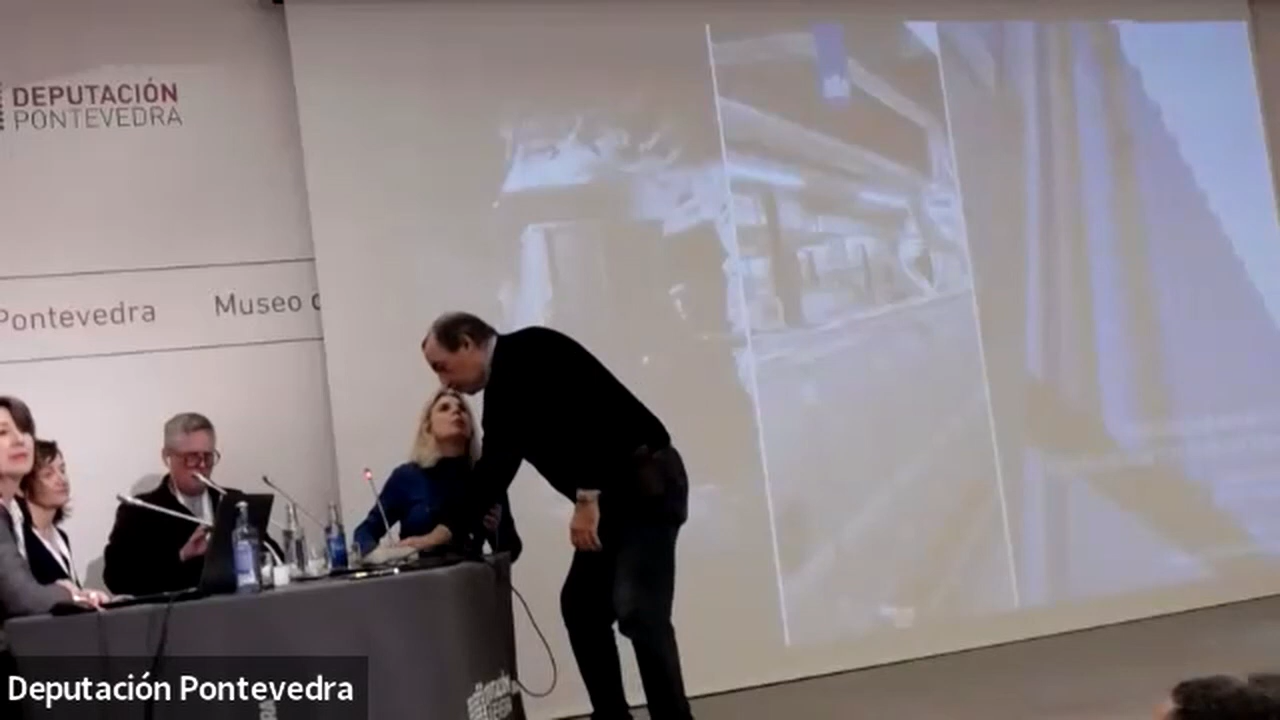 DEPUTACIÓN
PONTEVEDRA
Pontevedra
Museo
Deputación Pontevedra